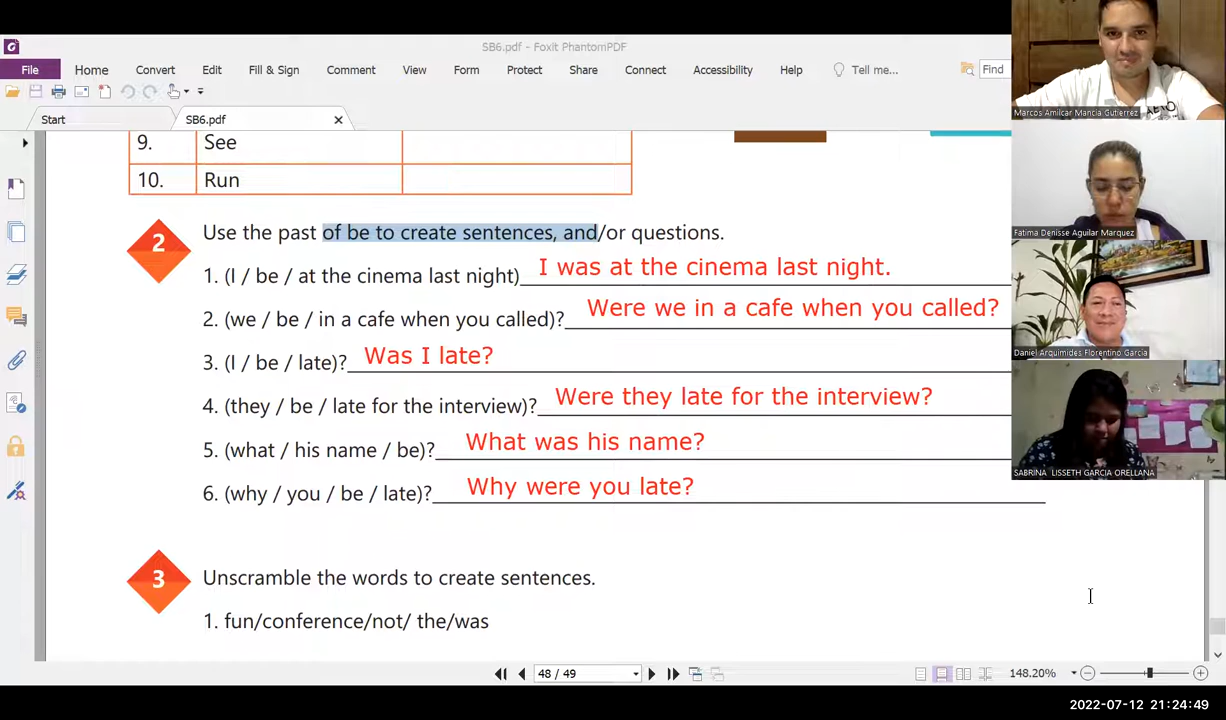 SB6.pdf - Foxit PhantomPDF
File Home Convert Edit Fill & Sign Comment View Form Protect Share Connect Accessibility Help Tell me... Find
Start SB6.pdf
9. See
10. Run
2 Use the past of be to create sentences, and/or questions.
1. (I / be / at the cinema last night) I was at the cinema last night.
2. (we / be / in a cafe when you called)? Were we in a cafe when you called?
3. (I / be / late)? Was I late?
4. (they / be / late for the interview)? Were they late for the interview?
5. (what / his name / be)? What was his name?
6. (why / you / be / late)? Why were you late?
3 Unscramble the words to create sentences.
1. fun/conference/not/ the/was
48 / 49
148.20%
Marcos Amilcar Mancia Gutierrez
Fatima Denisse Aguilar Marquez
Daniel Arquimides Florentino Garcia
SABRINA LISSETH GARCIA ORELLANA
2022-07-12 21:24:49